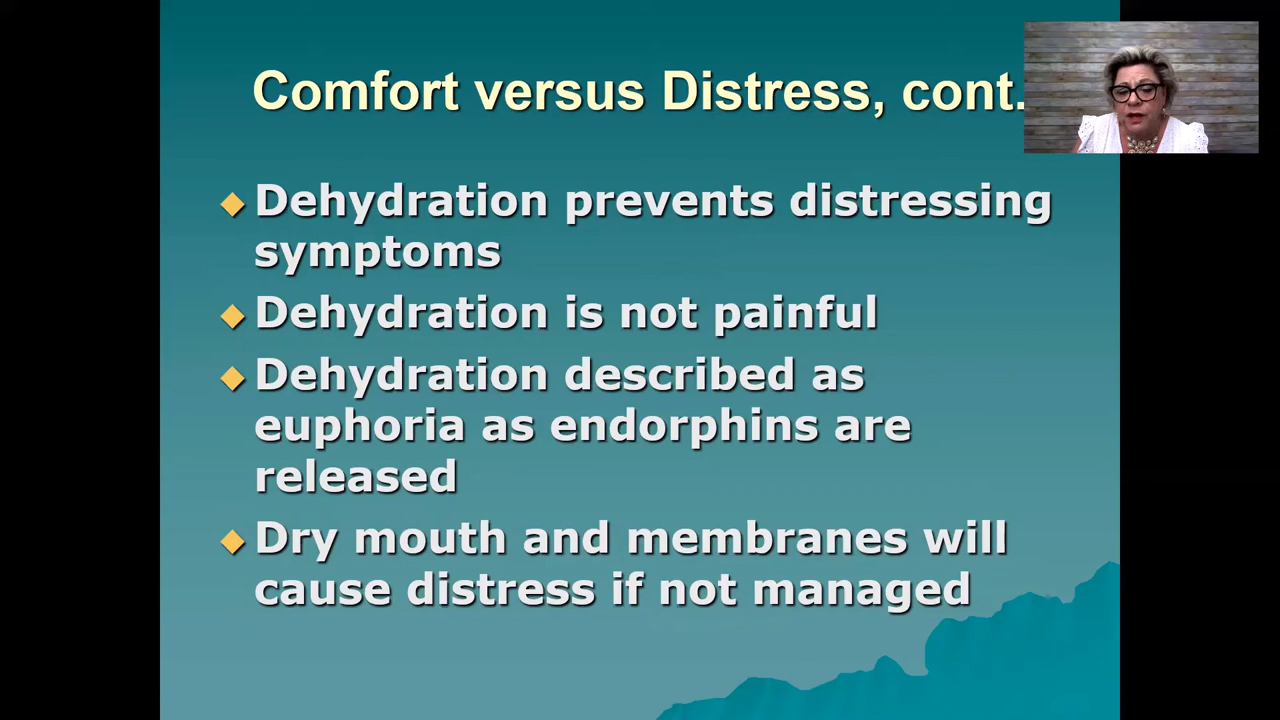 Comfort versus Distress, cont.
Dehydration prevents distressing
symptoms
Dehydration is not painful
Dehydration described as
euphoria as endorphins are
released
Dry mouth and membranes will
cause distress if not managed